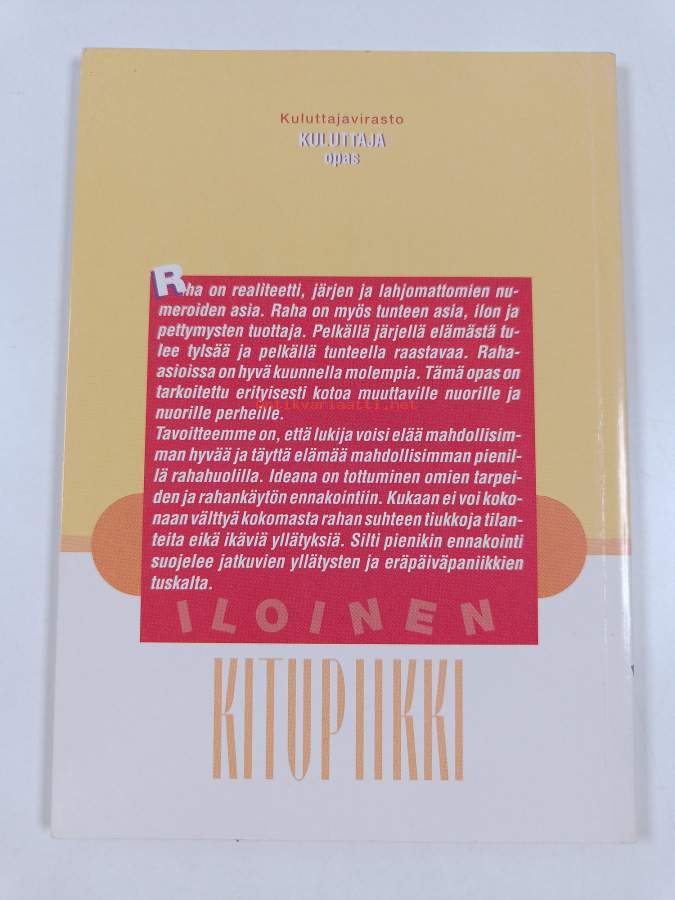 Kuluttajavirasto
KULUTTAJA
opas
Raha on realiteetti, järjen ja lahjomattomien nu-
meroiden asia. Raha on myös tunteen asia, ilon ja
pettymysten tuottaja. Pelkällä järjellä elämästä tu-
lee tylsää ja pelkällä tunteella raastavaa. Raha-
asioissa on hyvä kuunnella molempia. Tämä opas on
tarkoitettu erityisesti kotoa muuttaville nuorille ja
nuorille perheille.
antikvariaatti.net
Tavoitteemme on, että lukija voisi elää mahdollisim-
man hyvää ja täyttä elämää mahdollisimman pienil-
lä rahahuolilla. Ideana on tottuminen omien tarpei-
den ja rahankäytön ennakointiin. Kukaan ei voi koko-
naan välttyä kokomasta rahan suhteen tiukkoja tilan-
teita eikä ikäviä yllätyksiä. Silti pienikin ennakointi
suojelee jatkuvien yllätysten ja eräpäiväpaniikkien
tuskalta.
ILOINEN
KITUPIIKKI